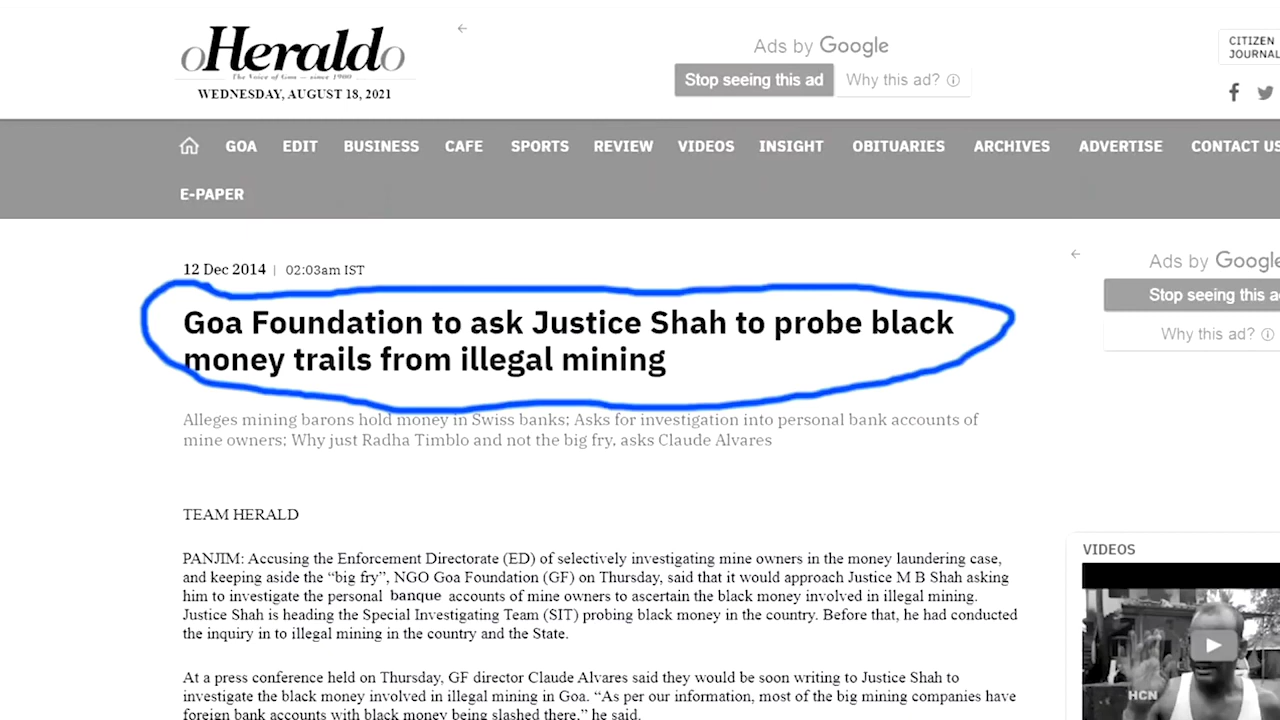 oHeraldo
The Voice of Goa — since 1900
WEDNESDAY, AUGUST 18, 2021
Ads by Google
Stop seeing this ad
Why this ad?
CITIZEN
JOURNAL
GOA EDIT BUSINESS CAFE SPORTS REVIEW VIDEOS INSIGHT OBITUARIES ARCHIVES ADVERTISE CONTACT US
E-PAPER
12 Dec 2014 | 02:03am IST
Goa Foundation to ask Justice Shah to probe black
money trails from illegal mining
Alleges mining barons hold money in Swiss banks; Asks for investigation into personal bank accounts of
mine owners; Why just Radha Timblo and not the big fry, asks Claude Alvares
TEAM HERALD
PANJIM: Accusing the Enforcement Directorate (ED) of selectively investigating mine owners in the money laundering case,
and keeping aside the “big fry”, NGO Goa Foundation (GF) on Thursday, said that it would approach Justice M B Shah asking
him to investigate the personal banque accounts of mine owners to ascertain the black money involved in illegal mining.
Justice Shah is heading the Special Investigating Team (SIT) probing black money in the country. Before that, he had conducted
the inquiry in to illegal mining in the country and the State.
At a press conference held on Thursday, GF director Claude Alvares said they would be soon writing to Justice Shah to
investigate the black money involved in illegal mining in Goa. “As per our information, most of the big mining companies have
foreign bank accounts with black money being slashed there,” he said.
Ads by Google
Stop seeing this a
Why this ad?
VIDEOS
HCN